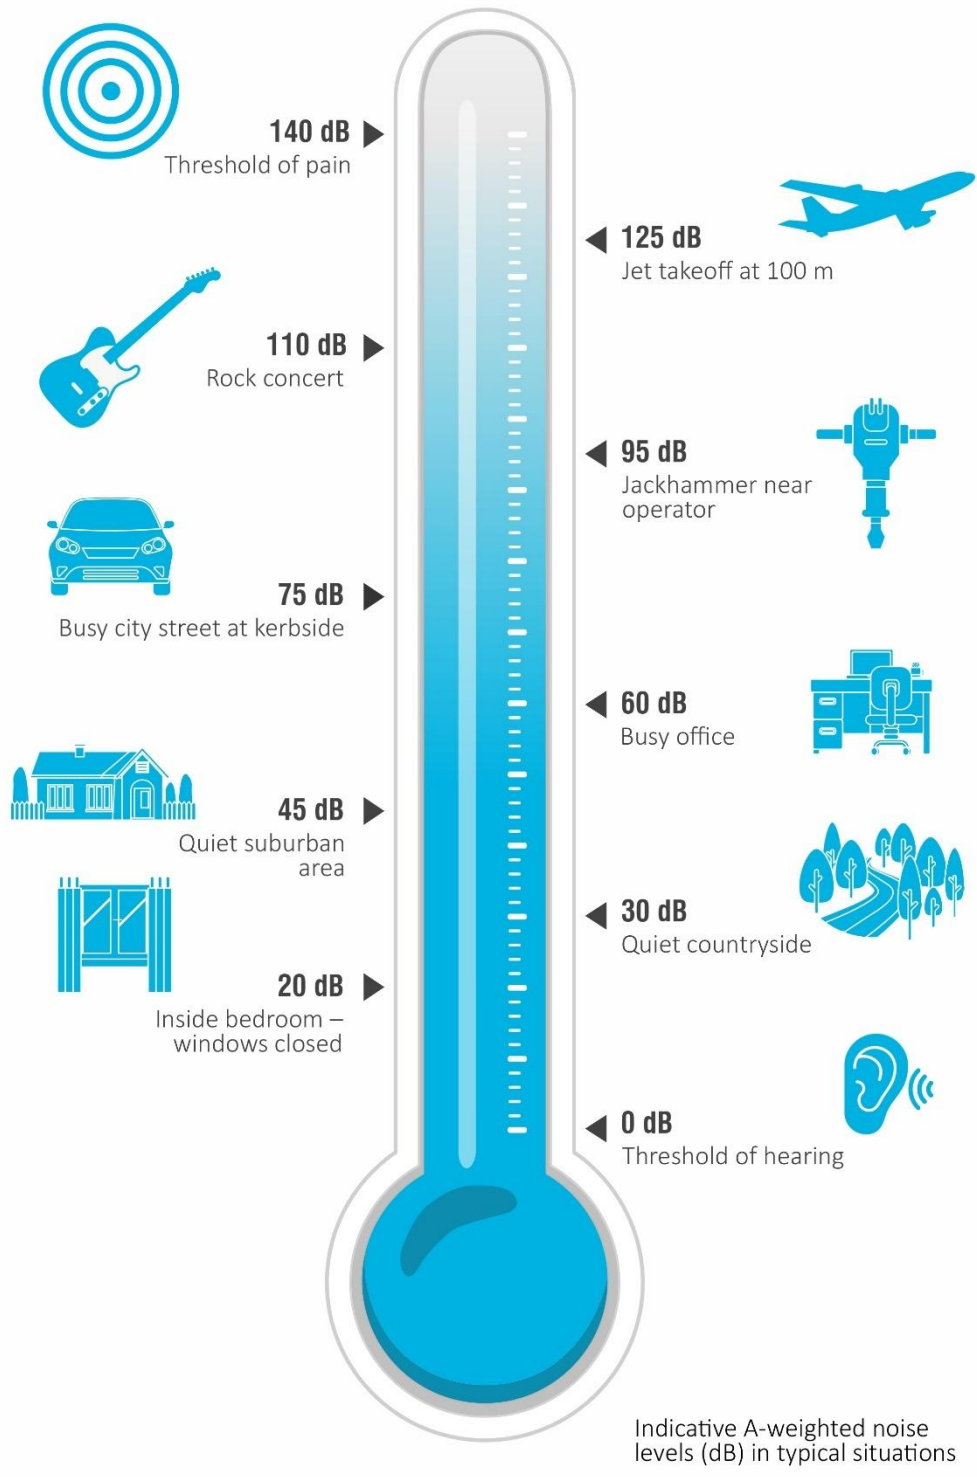 140 dB
Threshold of pain
125 dB
Jet takeoff at 100 m
110 dB
Rock concert
95 dB
Jackhammer near
operator
75 dB
Busy city street at kerbside
60 dB
Busy office
45 dB
Quiet suburban
area
30 dB
Quiet countryside
20 dB
Inside bedroom –
windows closed
0 dB
Threshold of hearing
Indicative A-weighted noise
levels (dB) in typical situations